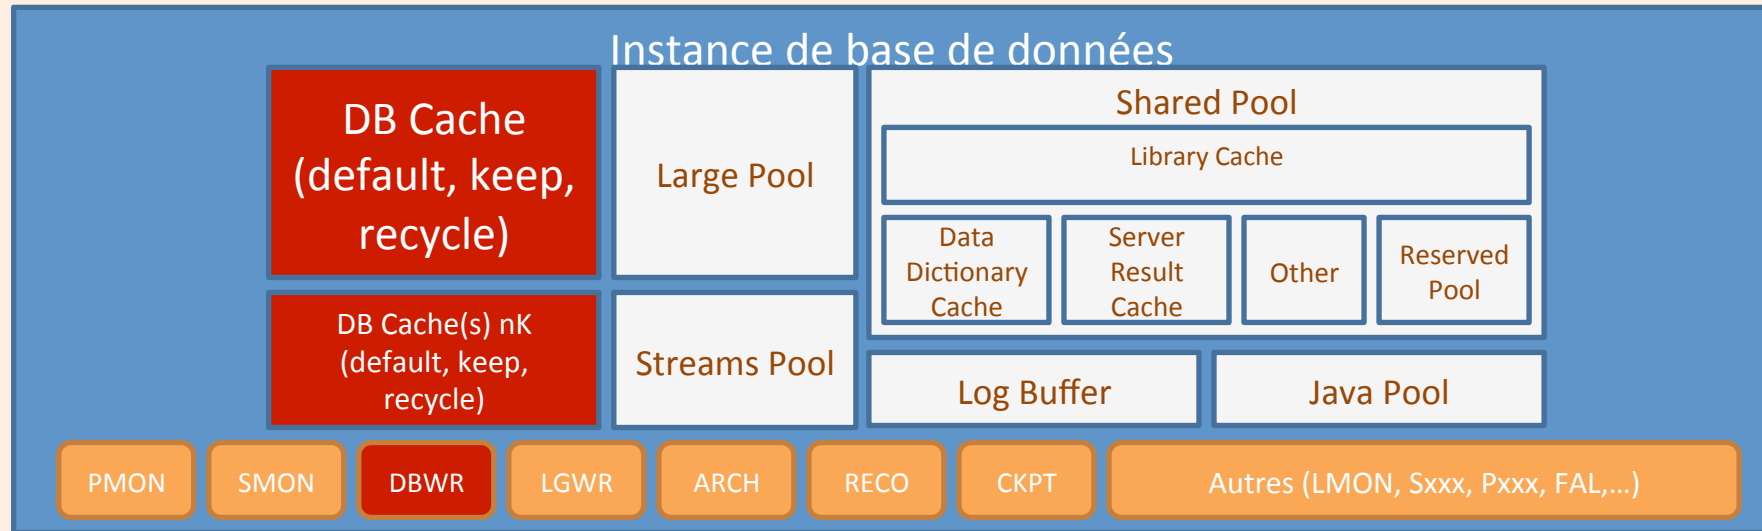 Instance de base de données
DB Cache
(default, keep,
recycle)
Large Pool
Shared Pool
Library Cache
Data
Dictionary
Cache
Server
Result
Cache
Other
Reserved
Pool
DB Cache(s) nK
(default, keep,
recycle)
Streams Pool
Log Buffer
Java Pool
PMON
SMON
DBWR
LGWR
ARCH
RECO
CKPT
Autres (LMON, Sxxx, Pxxx, FAL,...)